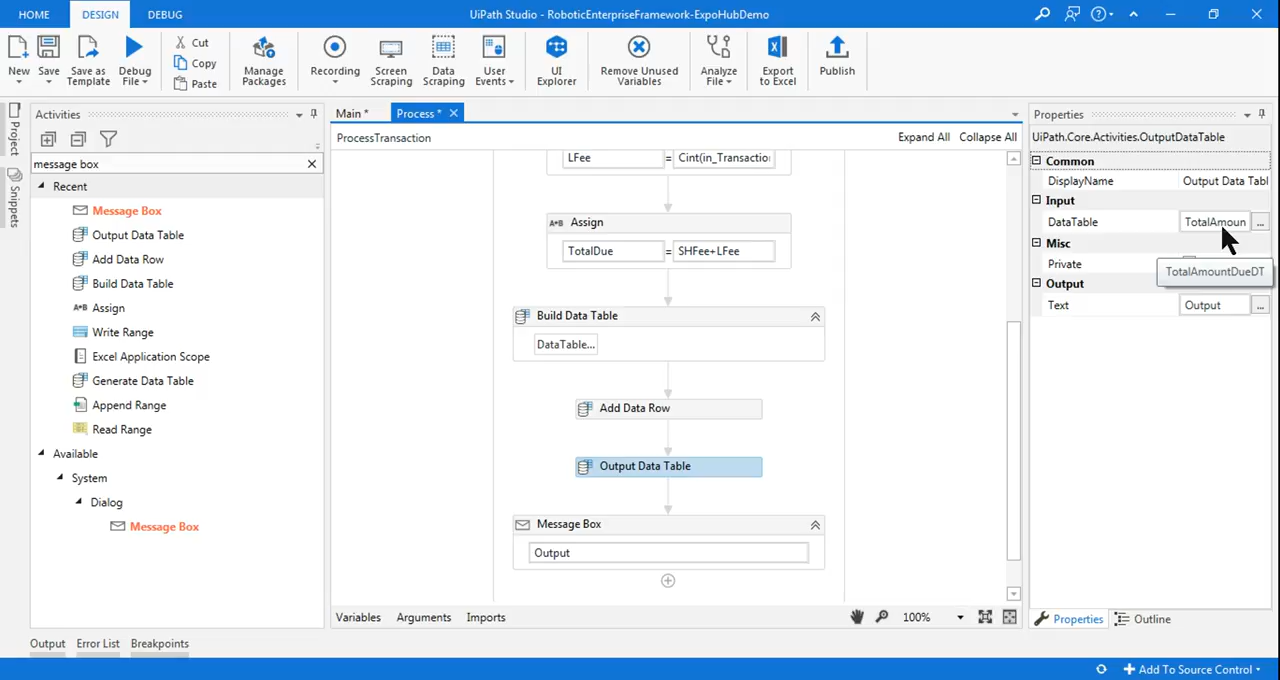 HOME DESIGN DEBUG UiPath Studio - RoboticEnterpriseFramework-ExpoHubDemo
New Save Save as Template Debug File Cut Copy Paste Manage Packages Recording Screen Scraping Data Scraping User Events UI Explorer Remove Unused Variables Analyze File Export to Excel Publish
Project
Snippets
Activities
message box
Recent
Message Box
Output Data Table
Add Data Row
Build Data Table
A*B Assign
Write Range
Excel Application Scope
Generate Data Table
Append Range
Read Range
Available
System
Dialog
Message Box
Main * Process *
ProcessTransaction Expand All Collapse All
LFee = Cint(in_Transaction
A*B Assign
TotalDue = SHFee+LFee
Build Data Table
DataTable...
Add Data Row
Output Data Table
Message Box
Output
Variables Arguments Imports 100%
Properties
UiPath.Core.Activities.OutputDataTable
Common
DisplayName Output Data Tabl
Input
DataTable TotalAmoun ...
Misc
Private
TotalAmountDueDT
Output
Text Output ...
Properties Outline
Output Error List Breakpoints
Add To Source Control